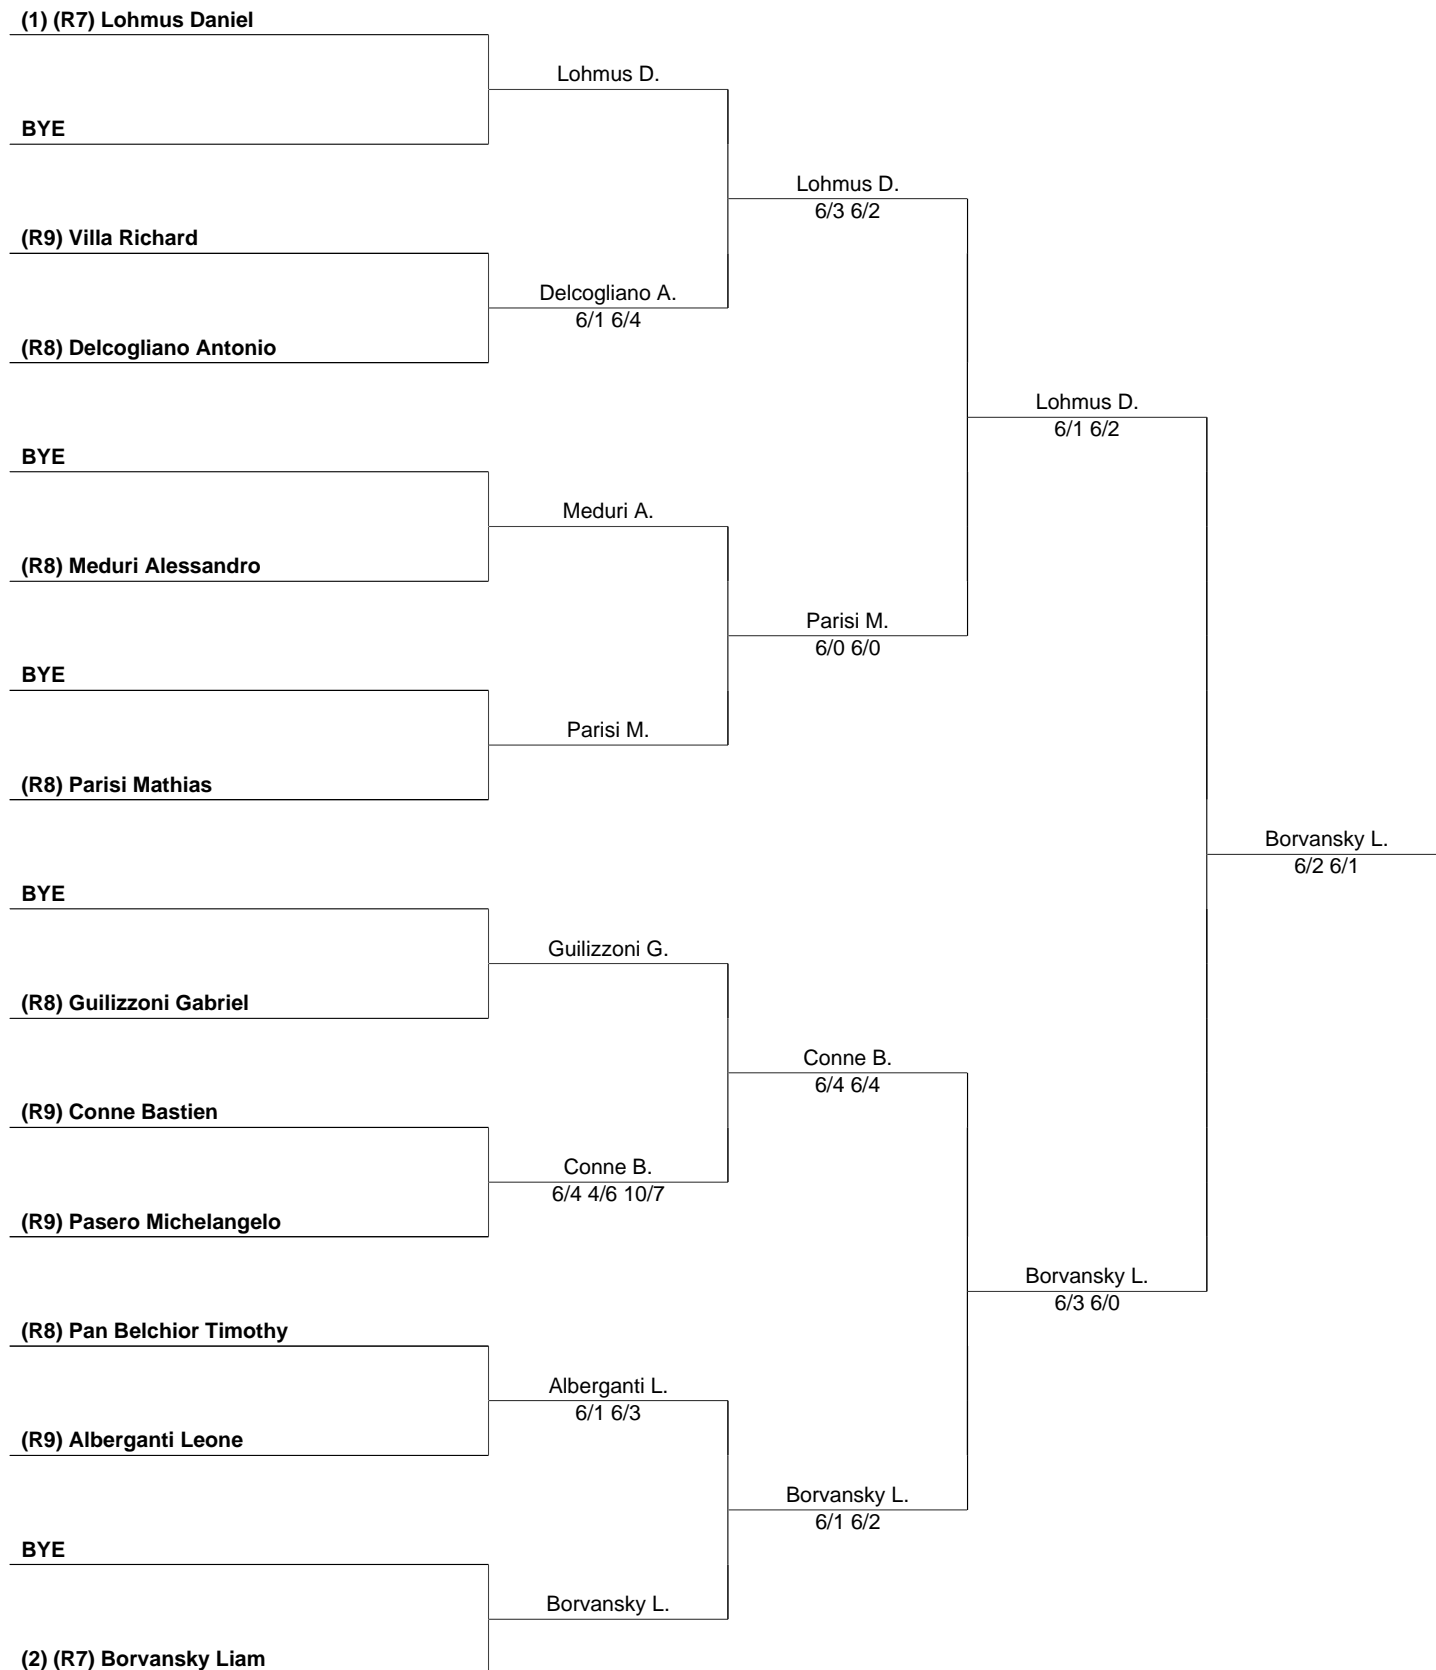 (1) (R7) Lohmus Daniel
Lohmus D.
BYE
Lohmus D.
6/3 6/2
(R9) Villa Richard
Delcogliano A.
6/1 6/4
(R8) Delcogliano Antonio
Lohmus D.
6/1 6/2
BYE
Meduri A.
(R8) Meduri Alessandro
Parisi M.
6/0 6/0
BYE
Parisi M.
(R8) Parisi Mathias
Borvansky L.
6/2 6/1
BYE
Guilizzoni G.
(R8) Guilizzoni Gabriel
Conne B.
6/4 6/4
(R9) Conne Bastien
Conne B.
6/4 4/6 10/7
(R9) Pasero Michelangelo
Borvansky L.
6/3 6/0
(R8) Pan Belchior Timothy
Alberganti L.
6/1 6/3
(R9) Alberganti Leone
Borvansky L.
6/1 6/2
BYE
Borvansky L.
(2) (R7) Borvansky Liam